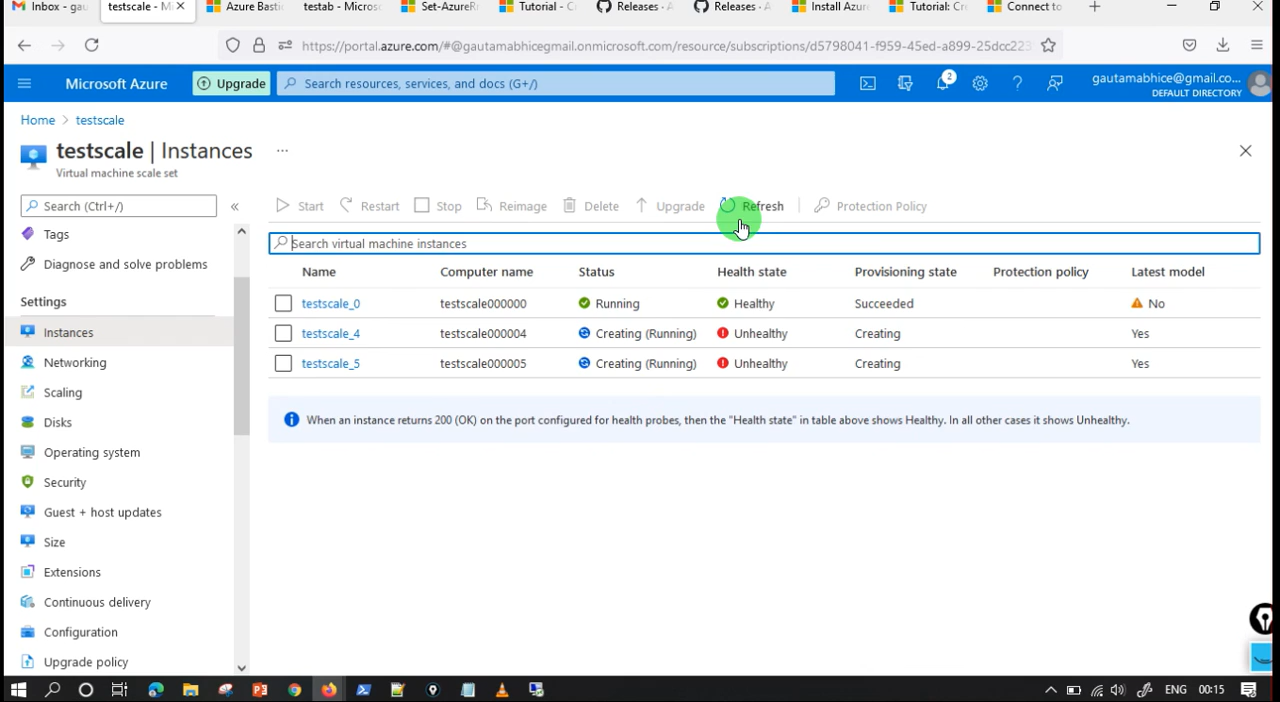 Inbox - gau
testscale - Mi
Azure Basti
testab - Micros
Set-AzureR
Tutorial - C
Releases · A
Releases · A
Install Azur
Tutorial: Cr
Connect to
https://portal.azure.com/#@gautamabhicegmail.onmicrosoft.com/resource/subscriptions/d5798041-f959-45ed-a899-25dcc223
Microsoft Azure
Upgrade
Search resources, services, and docs (G+/)
2
gautamabhice@gmail.co...
DEFAULT DIRECTORY
Home > testscale
testscale | Instances ...
Virtual machine scale set
Search (Ctrl+/)
«
Start
Restart
Stop
Reimage
Delete
Upgrade
Refresh
Protection Policy
Search virtual machine instances
Tags
Diagnose and solve problems
Settings
Instances
Networking
Scaling
Disks
Operating system
Security
Guest + host updates
Size
Extensions
Continuous delivery
Configuration
Upgrade policy
Name Computer name Status Health state Provisioning state Protection policy Latest model
testscale_0 testscale000000 Running Healthy Succeeded No
testscale_4 testscale000004 Creating (Running) Unhealthy Creating Yes
testscale_5 testscale000005 Creating (Running) Unhealthy Creating Yes
When an instance returns 200 (OK) on the port configured for health probes, then the "Health state" in table above shows Healthy. In all other cases it shows Unhealthy.
ENG 00:15